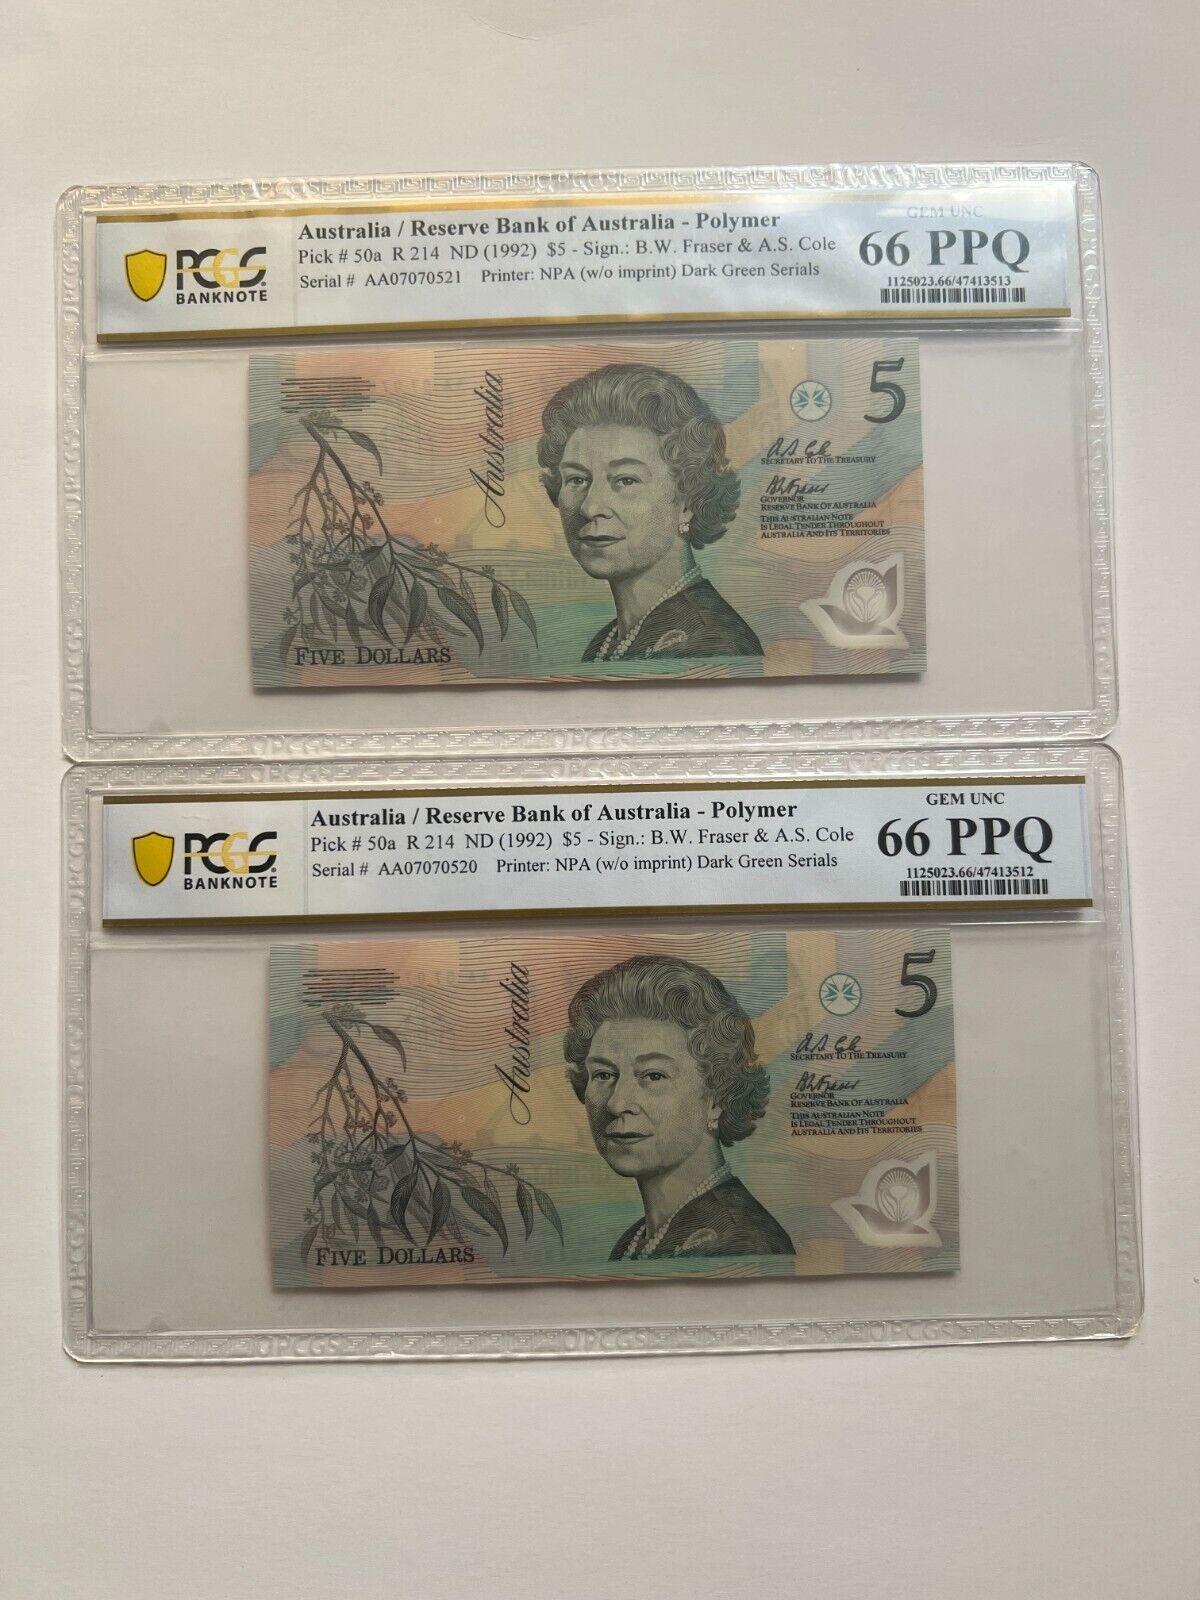 PCGS
BANKNOTE
Australia / Reserve Bank of Australia - Polymer
Pick # 50a R 214 ND (1992) $5 - Sign.: B.W. Fraser & A.S. Cole
Serial # AA07070521 Printer: NPA (w/o imprint) Dark Green Serials
GEM UNC
66 PPQ
1125023.66/47413513
Australia
5
SECRETARY TO THE TREASURY
GOVERNOR
RESERVE BANK OF AUSTRALIA
THIS AUSTRALIAN NOTE
IS LEGAL TENDER THROUGHOUT
AUSTRALIA AND ITS TERRITORIES
FIVE DOLLARS
PCGS
BANKNOTE
Australia / Reserve Bank of Australia - Polymer
Pick # 50a R 214 ND (1992) $5 - Sign.: B.W. Fraser & A.S. Cole
Serial # AA07070520 Printer: NPA (w/o imprint) Dark Green Serials
GEM UNC
66 PPQ
1125023.66/47413512
Australia
5
SECRETARY TO THE TREASURY
GOVERNOR
RESERVE BANK OF AUSTRALIA
THIS AUSTRALIAN NOTE
IS LEGAL TENDER THROUGHOUT
AUSTRALIA AND ITS TERRITORIES
FIVE DOLLARS